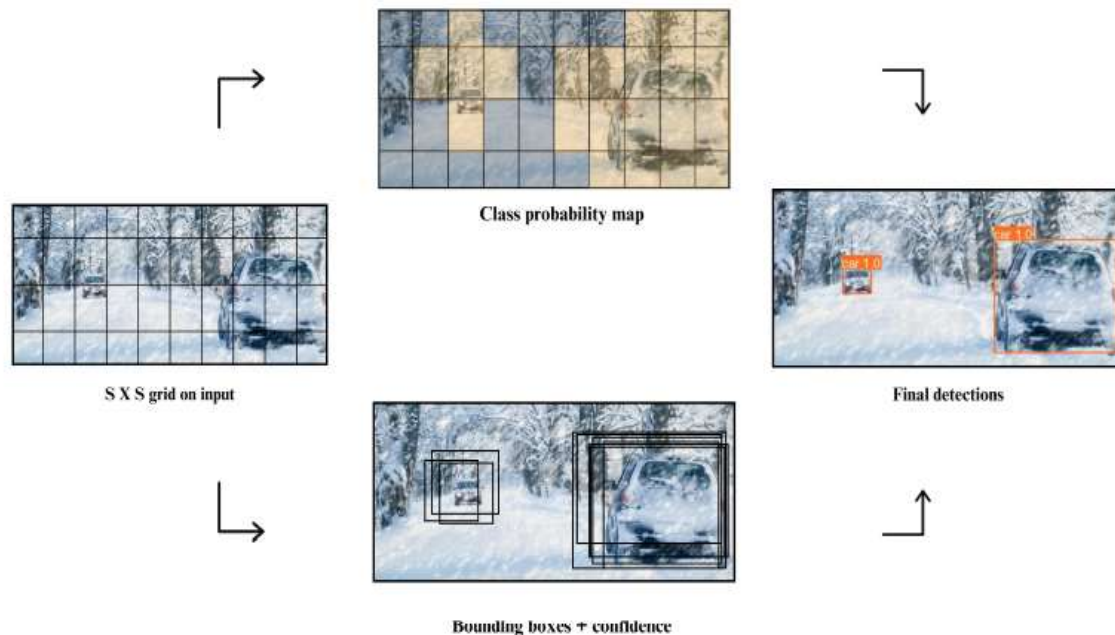 Class probability map
S X S grid on input
car 1.0
car 1.0
Final detections
Bounding boxes + confidence